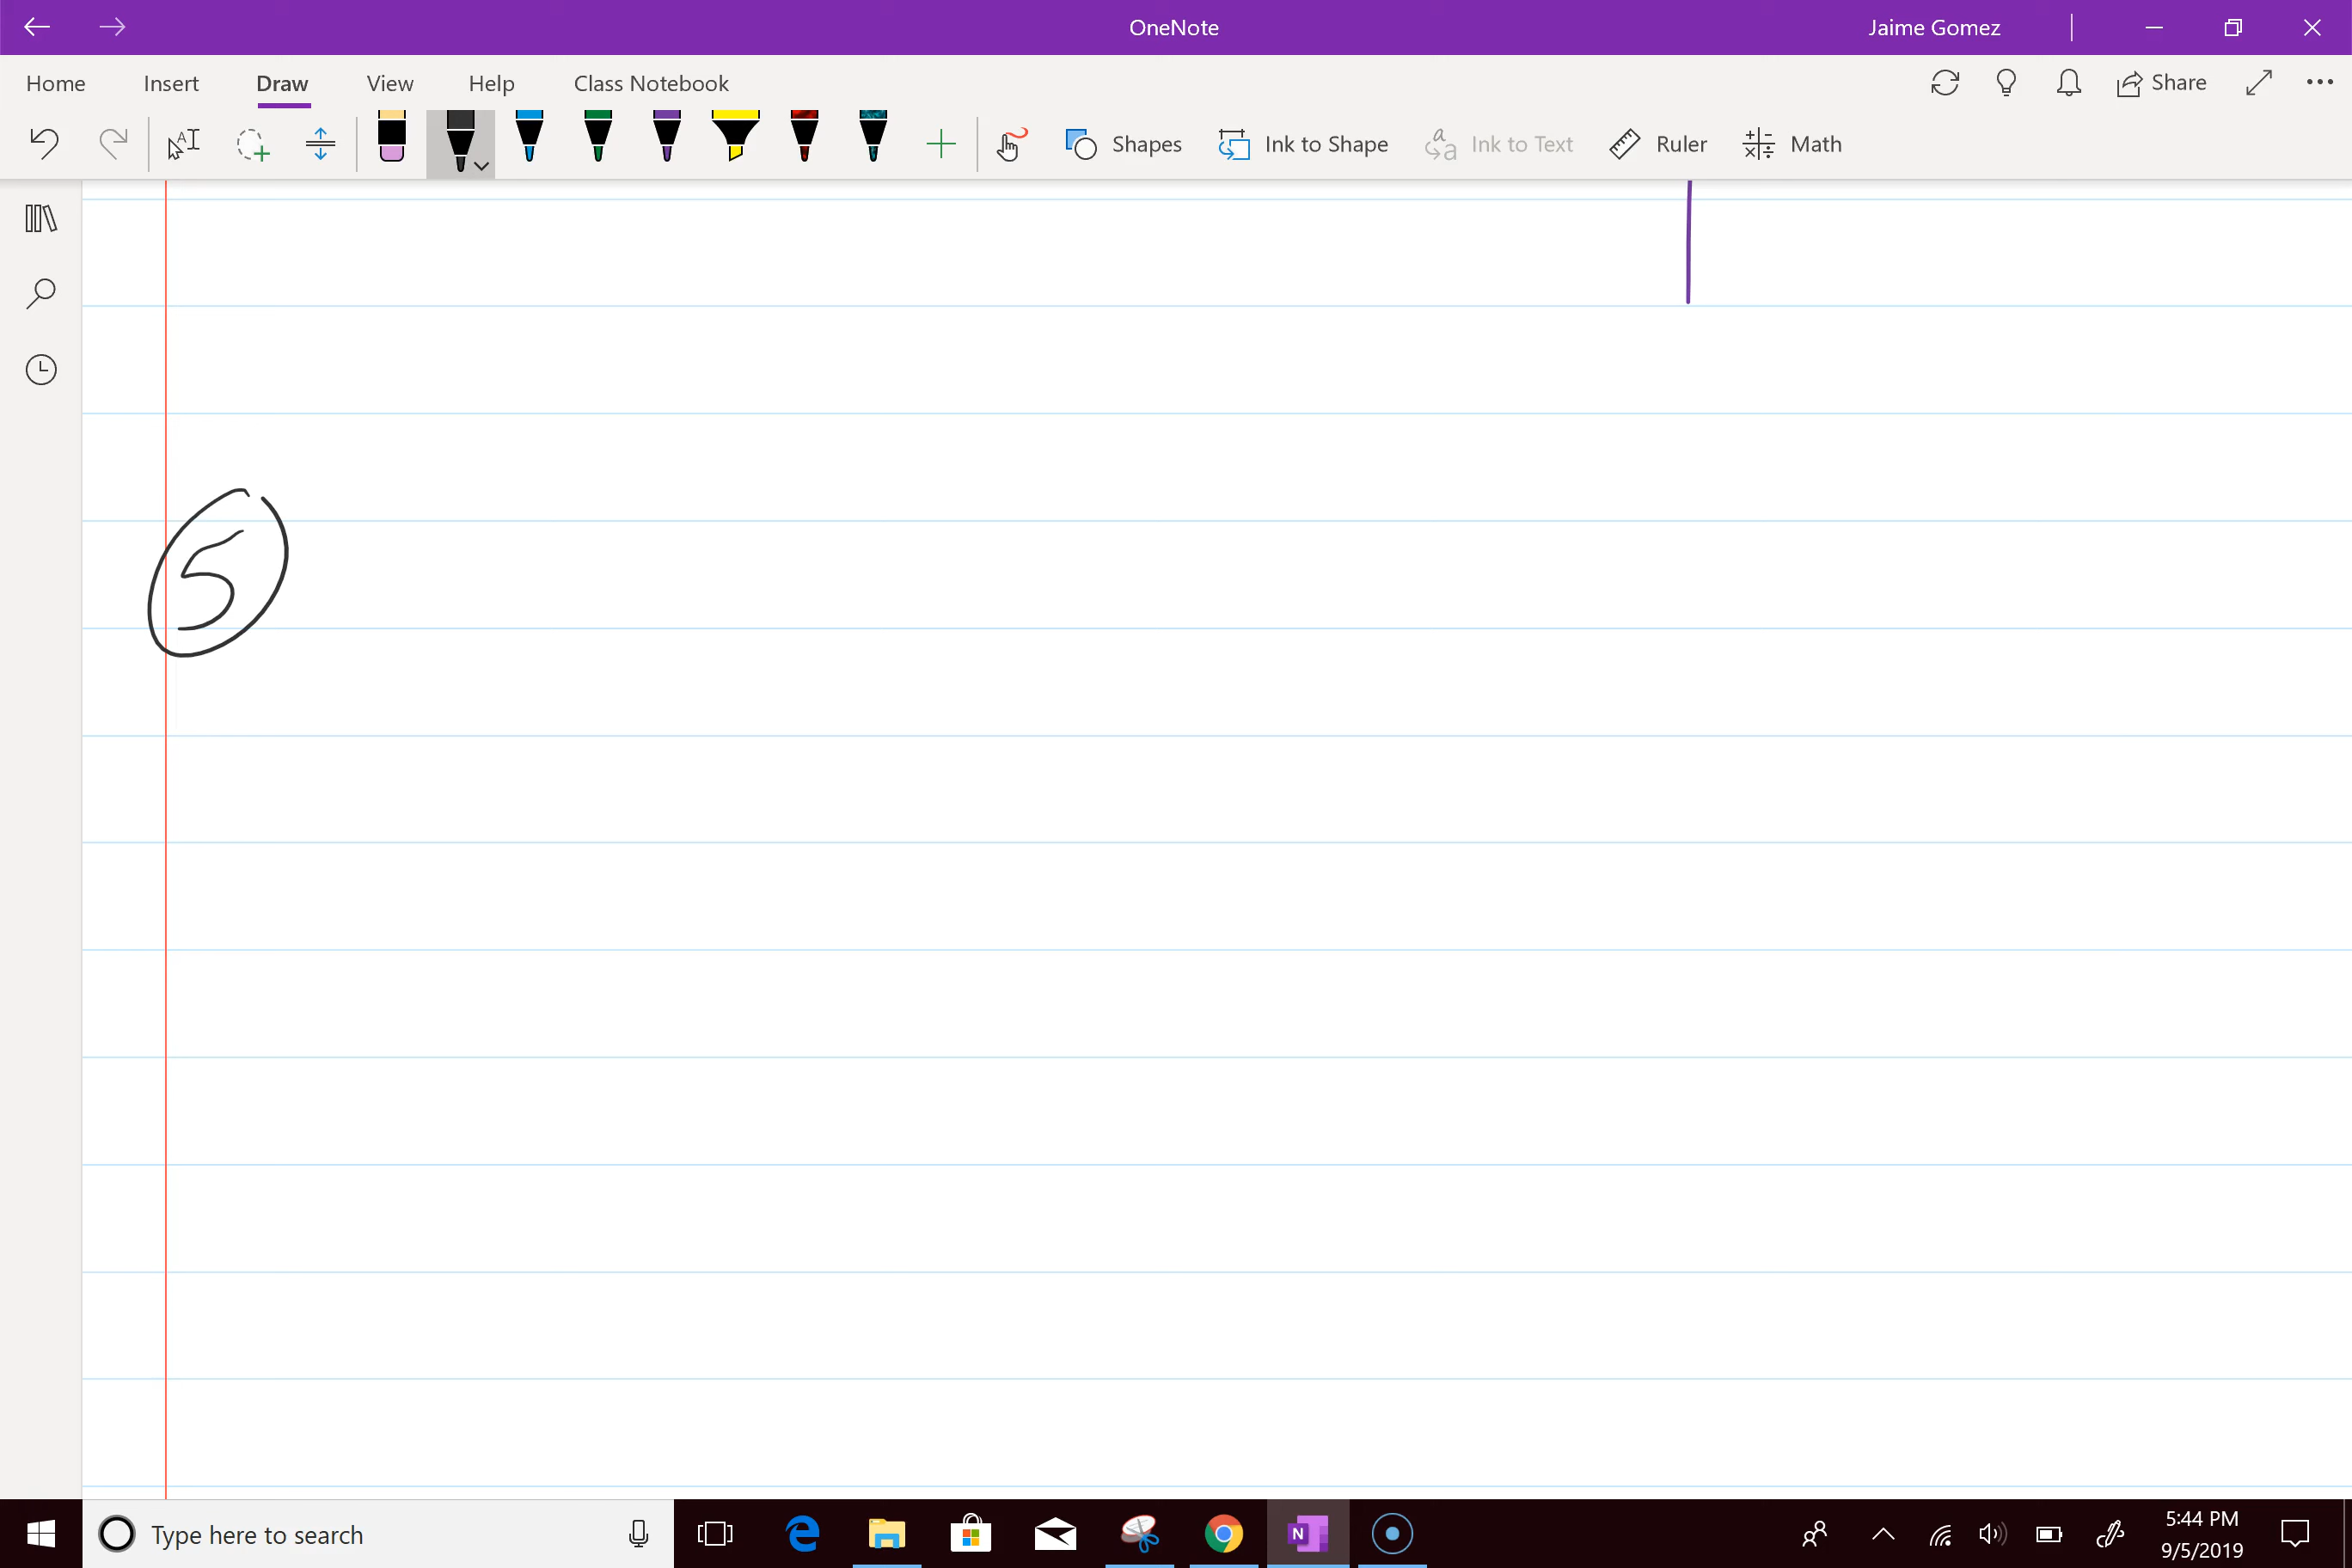 OneNote
Jaime Gomez
Home Insert Draw View Help Class Notebook
Share
Shapes Ink to Shape Ink to Text Ruler Math
5
Type here to search
5:44 PM
9/5/2019